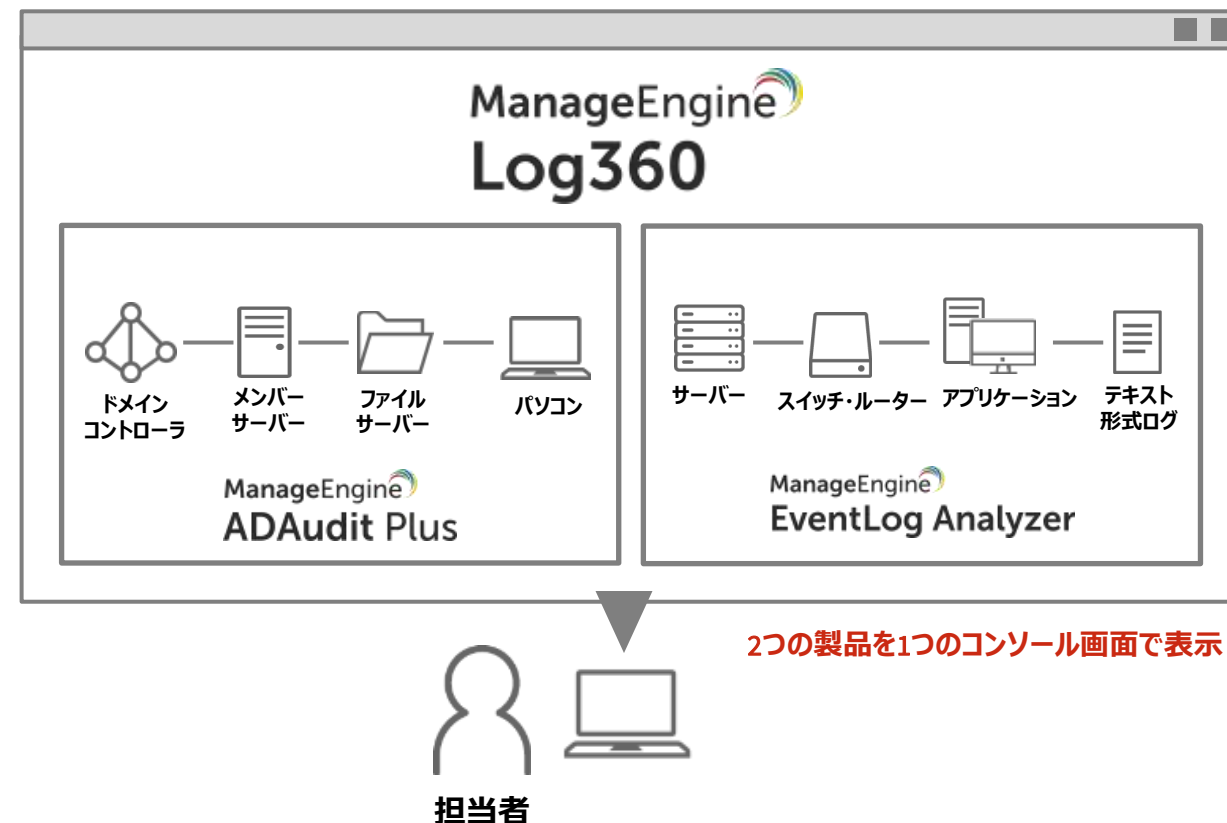 ManageEngine
Log360
ドメイン
コントローラ
メンバー
サーバー
ファイル
サーバー
パソコン
ManageEngine
ADAudit Plus
サーバー
スイッチ・ルーター
アプリケーション
テキスト
形式ログ
ManageEngine
EventLog Analyzer
2つの製品を1つのコンソール画面で表示
担当者